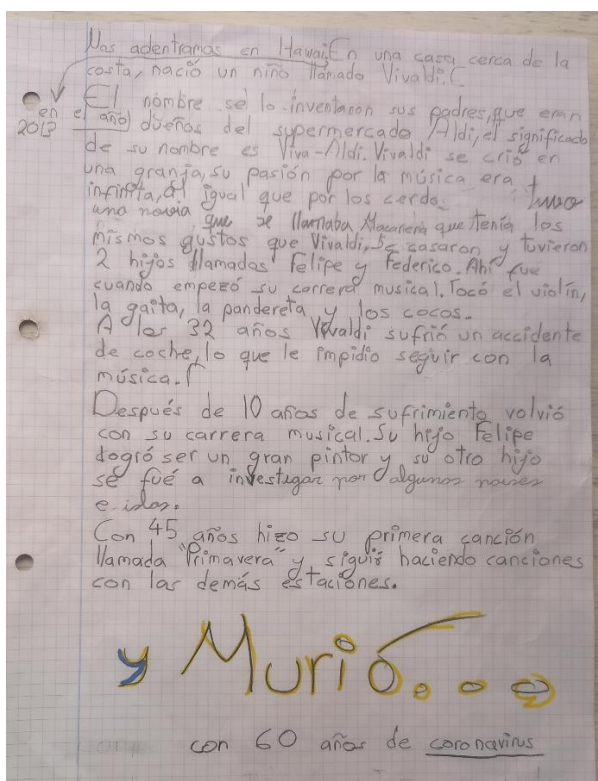 Nos adentramos en Hawai. En una casa cerca de la
costa, nació un niño llamado Vivaldi.
El nombre se lo inventaron sus padres, que eran
en el año
2013
dueños del supermercado Aldi, el significado
de su nombre es Viva-Aldi. Vivaldi se crió en
una granja, su pasión por la música era
infinita, al igual que por los cerdos. tuvo
una novia que se llamaba Macarena que tenía los
mismos gustos que Vivaldi, Se casaron y tuvieron
2 hijos llamados Felipe y Federico. Ahí fue
cuando empezó su carrera musical. Tocó el violín,
la gaita, la pandereta y los cocos.
A los 32 años Vivaldi sufrió un accidente
de coche, lo que le impidio seguir con la
música.
Después de 10 años de sufrimiento volvió
con su carrera musical. Su hijo Felipe
logró ser un gran pintor y su otro hijo
se fué a investigar por algunos paises
e islas.
Con 45 años hizo su primera canción
llamada "Primavera" y siguió haciendo canciones
con las demás estaciones.
y Murió...
con 60 años de coronavirus